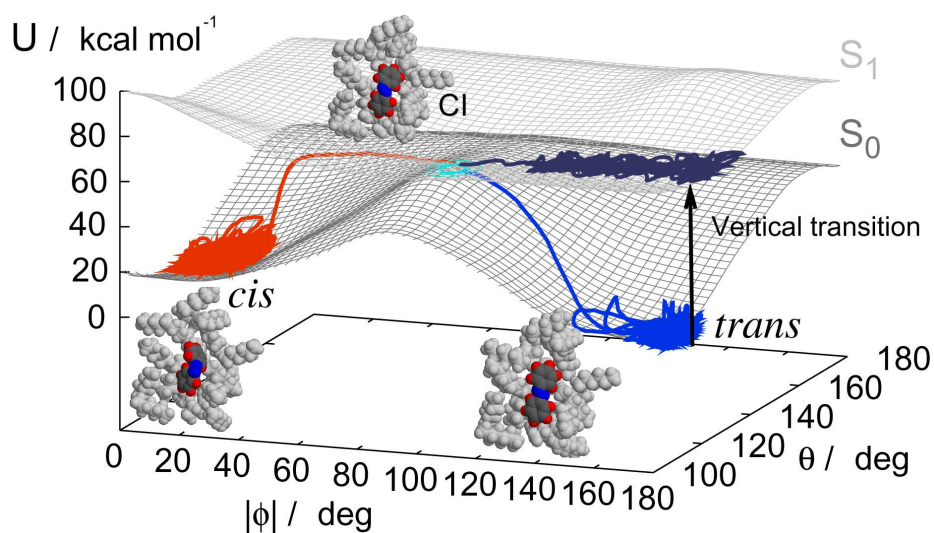 U / kcal mol⁻¹
S₁
CI
100
80
S₀
60
Vertical transition
40
20
cis
0
trans
180
160
140
120
100
θ / deg
0 20 40 60 80 100 120 140 160 180
|ϕ| / deg